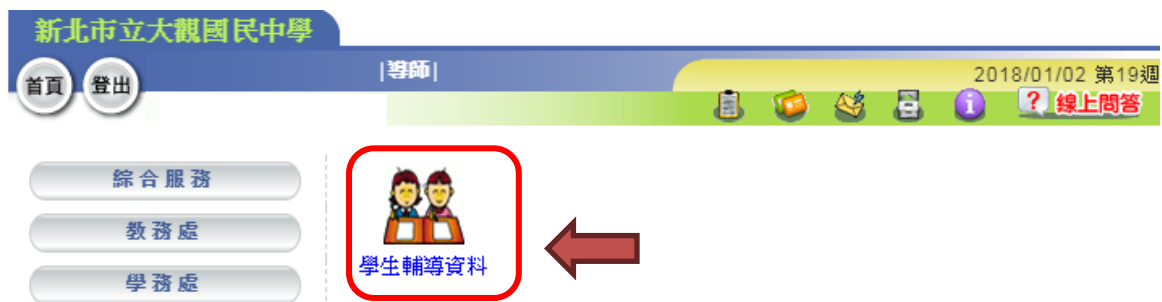 新北市立大觀國民中學
首頁 登出
|導師|
2018/01/02 第19週
? 線上問答
綜合服務
教務處
學務處
學生輔導資料